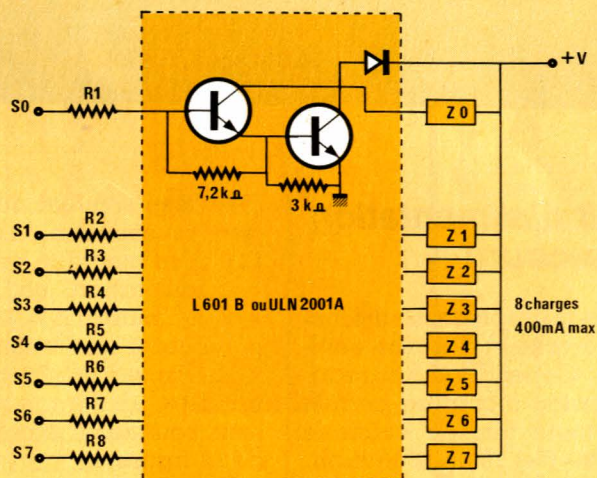 +V
S0
R1
Z 0
7,2 kΩ
3 kΩ
S1
R2
Z 1
S2
R3
Z 2
S3
R4
L 601 B ou ULN 2001A
Z 3
8 charges
400mA max
S4
R5
Z 4
S5
R6
Z 5
S6
R7
Z 6
S7
R8
Z 7